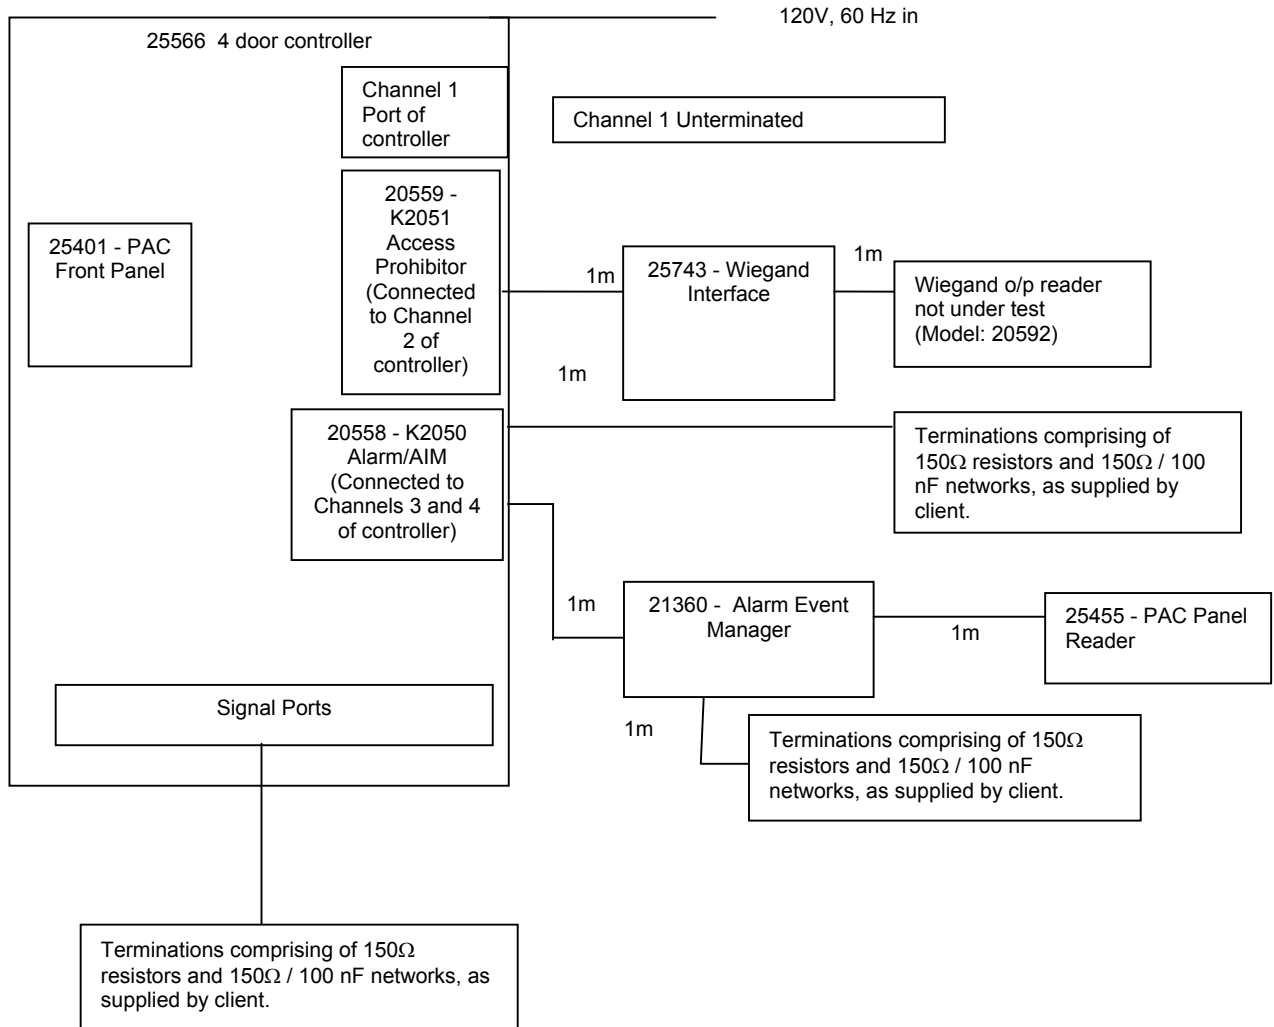 120V, 60 Hz in
25566  4 door controller
Channel 1
Port of
controller
Channel 1 Unterminated
20559 -
K2051
Access
Prohibitor
(Connected
to Channel
2 of
controller)
25401 - PAC
Front Panel
1m
25743 - Wiegand
Interface
1m
Wiegand o/p reader
not under test
(Model: 20592)
1m
20558 - K2050
Alarm/AIM
(Connected to
Channels 3 and 4
of controller)
Terminations comprising of
150Ω resistors and 150Ω / 100
nF networks, as supplied by
client.
1m
21360 -  Alarm Event
Manager
1m
25455 - PAC Panel
Reader
Signal Ports
1m
Terminations comprising of 150Ω
resistors and 150Ω / 100 nF
networks, as supplied by client.
Terminations comprising of 150Ω
resistors and 150Ω / 100 nF networks, as
supplied by client.